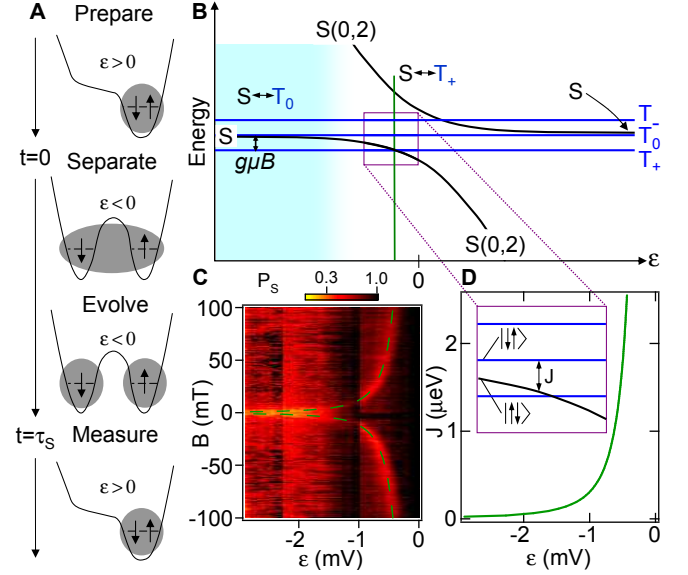 A
Prepare
ε>0
t=0
Separate
ε<0
Evolve
ε<0
t=τS
Measure
ε>0
B
Energy
S(0,2)
S↔T+
S↔T0
S
T-
S
T0
gμB
T+
S(0,2)
0
ε
C
PS
0.3
1.0
100
50
0
-50
-100
B (mT)
-2
-1
0
ε (mV)
D
J
2
1
0
J (μeV)
-2
-1
0
ε (mV)